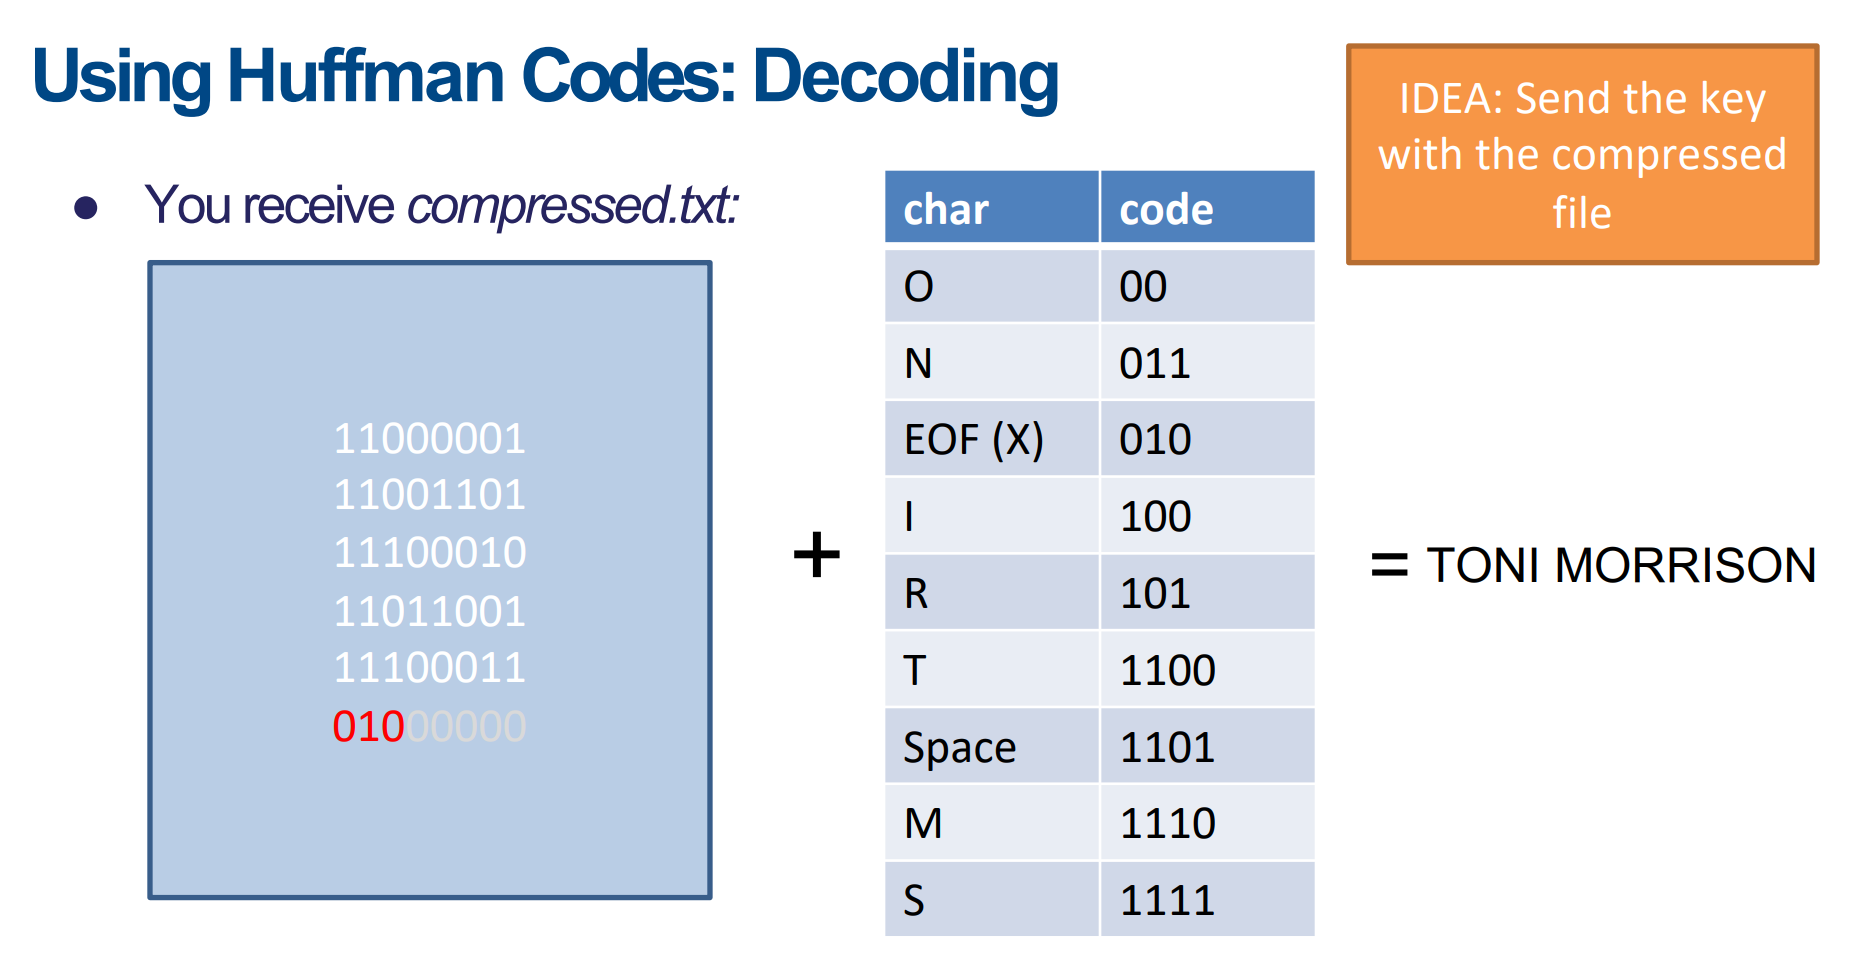 Using Huffman Codes: Decoding
IDEA: Send the key
with the compressed
file
● You receive compressed.txt:
11000001
11001101
11100010
11011001
11100011
01000000
+
char code
O 00
N 011
EOF (X) 010
I 100
R 101
T 1100
Space 1101
M 1110
S 1111
= TONI MORRISON